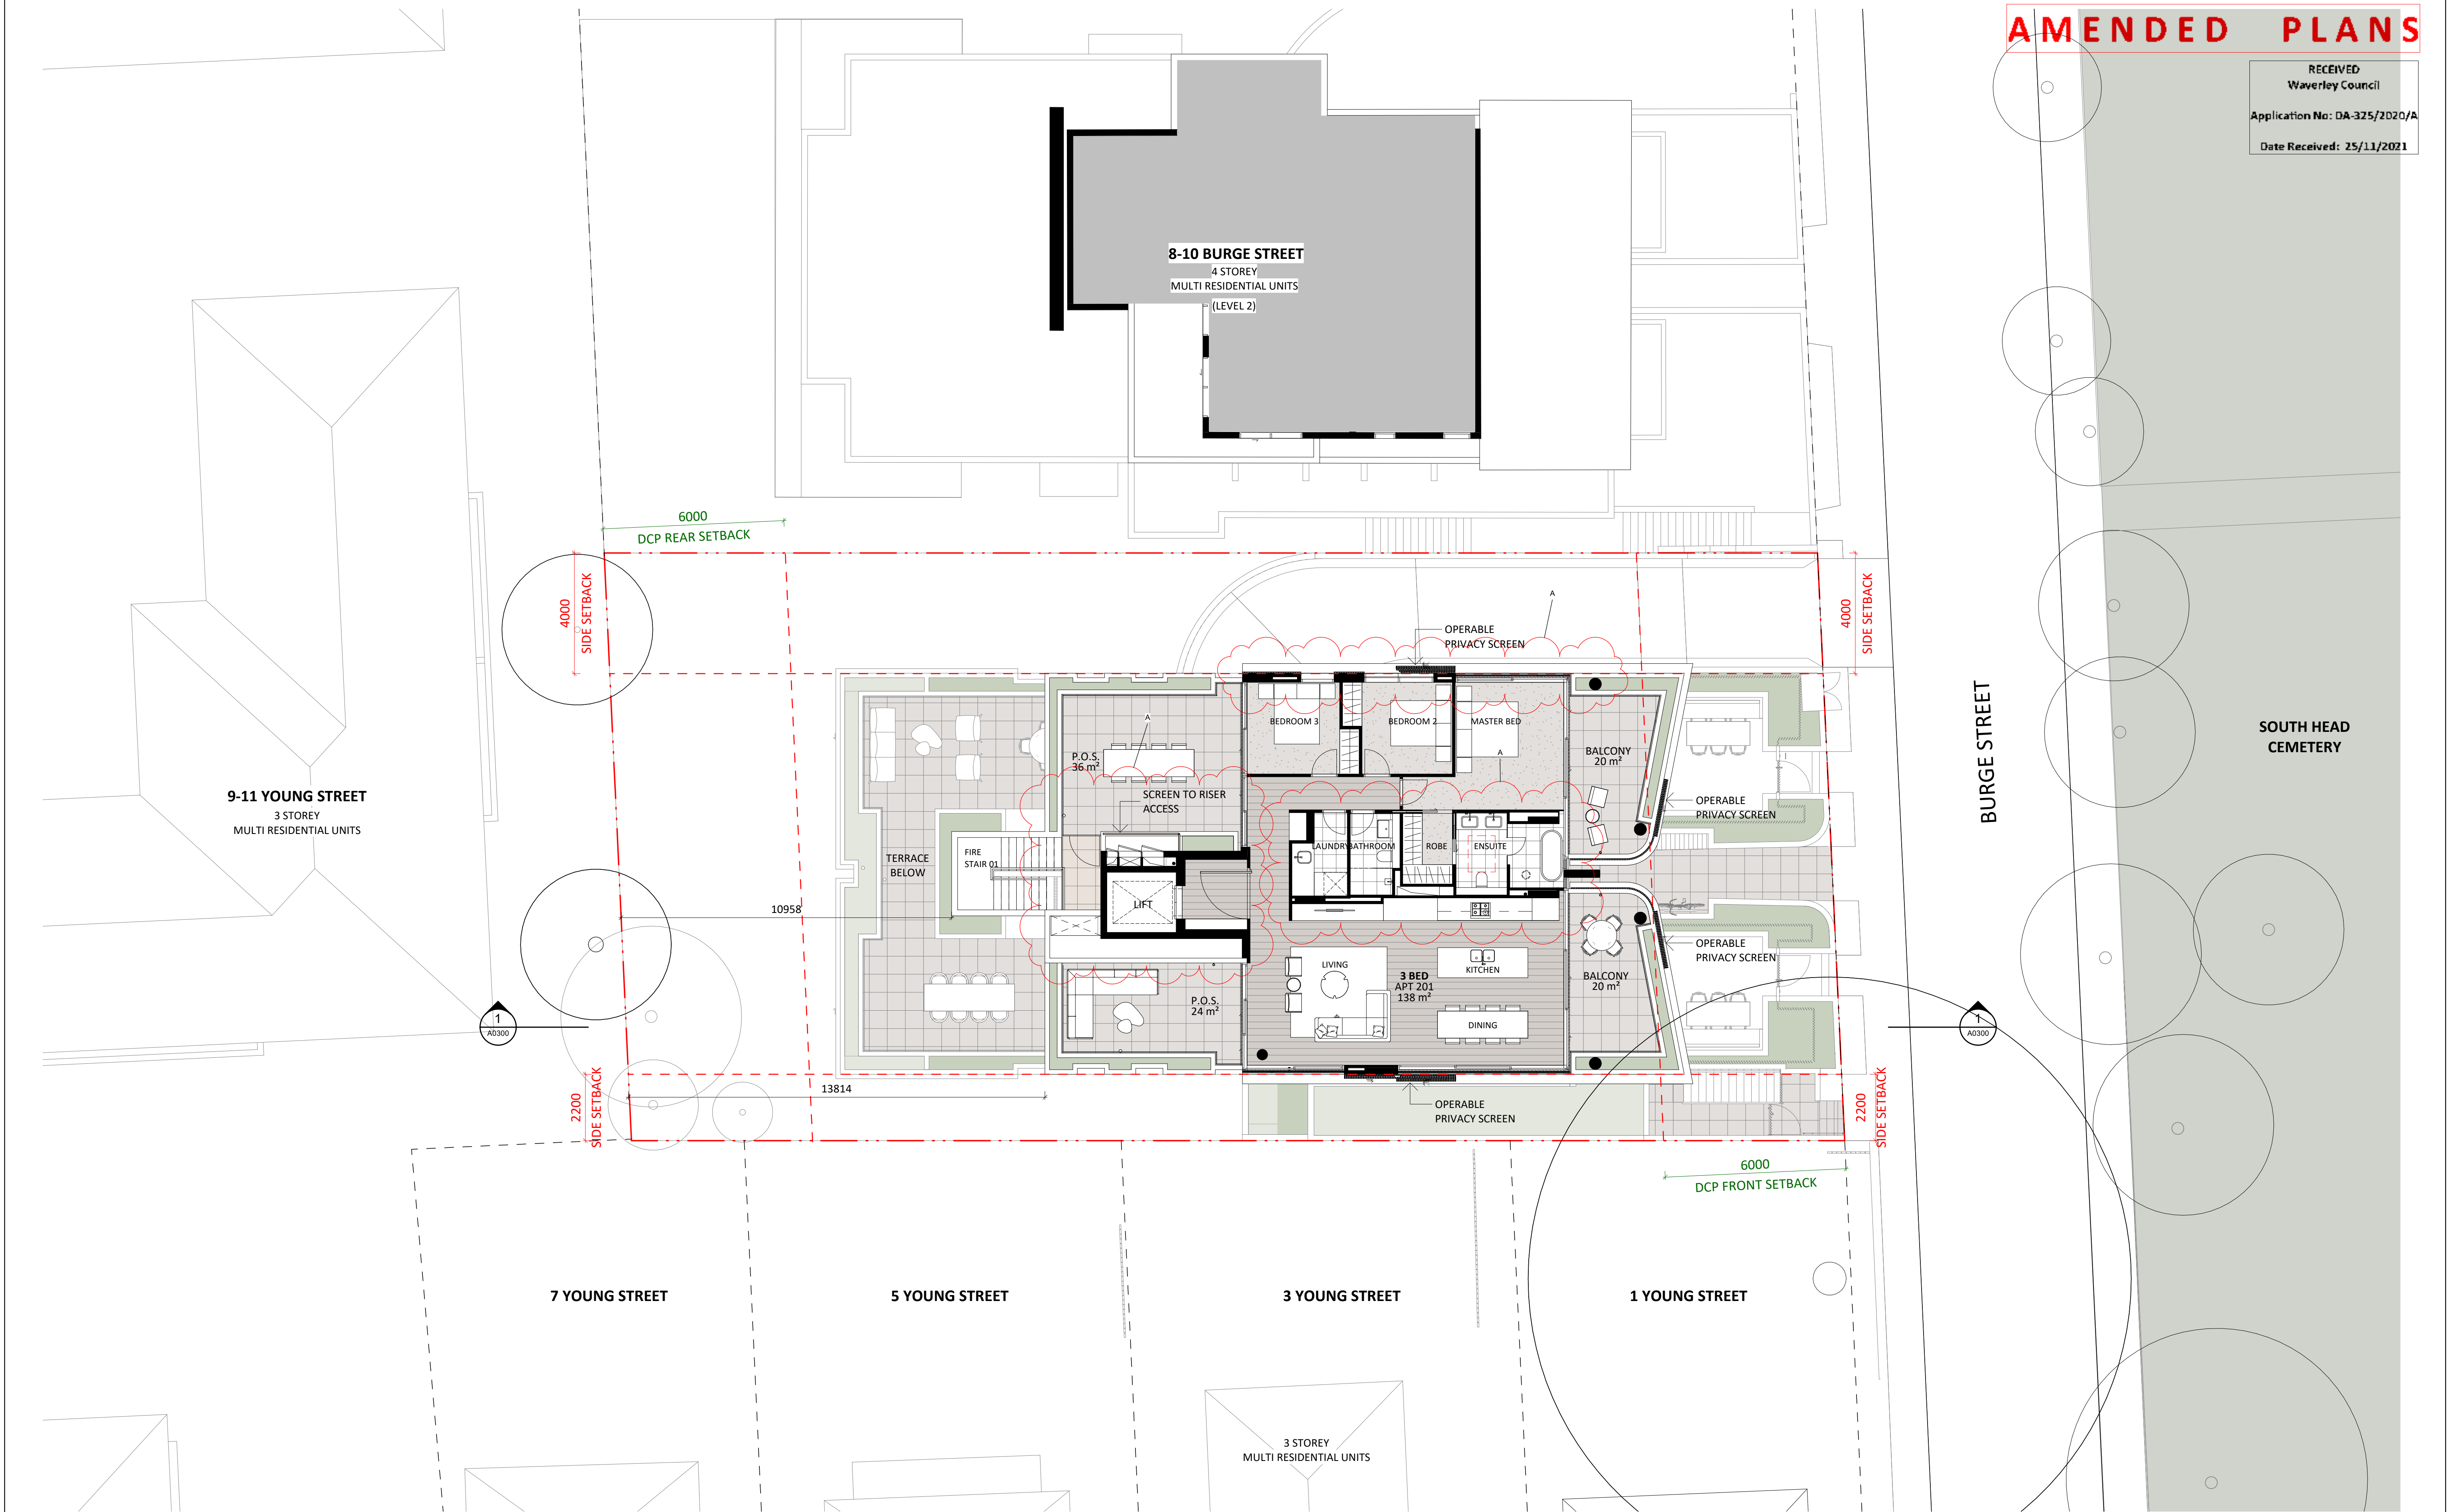 AMENDED PLANS
RECEIVED
Waverley Council
Application No: DA-325/2020/A
Date Received: 25/11/2021
8-10 BURGE STREET
4 STOREY
MULTI RESIDENTIAL UNITS
(LEVEL 2)
6000
DCP REAR SETBACK
4000
SIDE SETBACK
4000
SIDE SETBACK
A
OPERABLE
PRIVACY SCREEN
BEDROOM 3
BEDROOM 2
MASTER BED
A
A
P.O.S.
36 m²
BALCONY
20 m²
SCREEN TO RISER
ACCESS
OPERABLE
PRIVACY SCREEN
BURGE STREET
SOUTH HEAD
CEMETERY
9-11 YOUNG STREET
3 STOREY
MULTI RESIDENTIAL UNITS
TERRACE
BELOW
FIRE
STAIR 01
LAUNDRY
BATHROOM
ROBE
ENSUITE
LIFT
10958
OPERABLE
PRIVACY SCREEN
LIVING
KITCHEN
3 BED
APT 201
138 m²
BALCONY
20 m²
P.O.S.
24 m²
DINING
1
A0300
1
A0300
13814
2200
SIDE SETBACK
2200
SIDE SETBACK
OPERABLE
PRIVACY SCREEN
6000
DCP FRONT SETBACK
7 YOUNG STREET
5 YOUNG STREET
3 YOUNG STREET
1 YOUNG STREET
3 STOREY
MULTI RESIDENTIAL UNITS